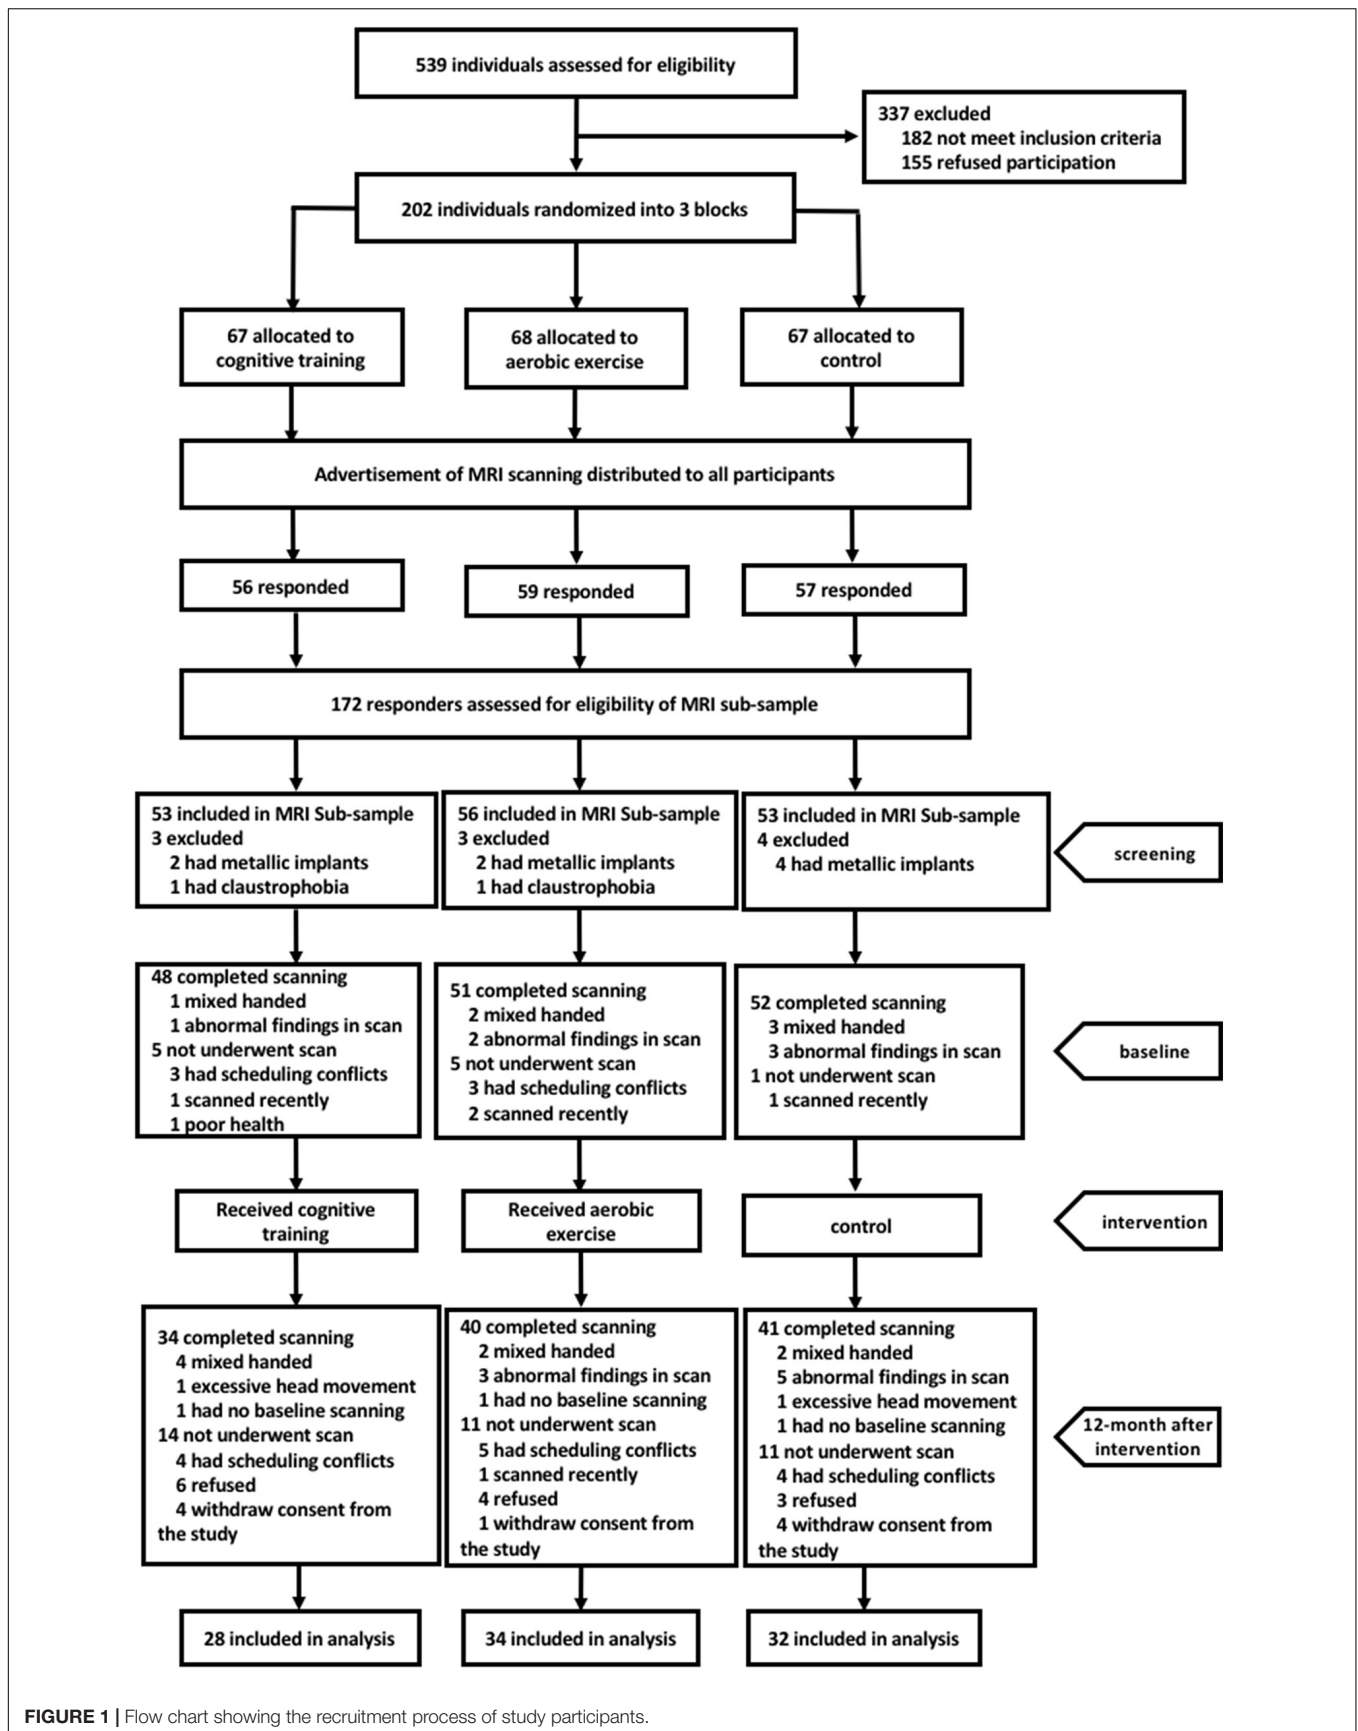 539 individuals assessed for eligibility
337 excluded
182 not meet inclusion criteria
155 refused participation
202 individuals randomized into 3 blocks
67 allocated to
cognitive training
68 allocated to
aerobic exercise
67 allocated to
control
Advertisement of MRI scanning distributed to all participants
56 responded
59 responded
57 responded
172 responders assessed for eligibility of MRI sub-sample
53 included in MRI Sub-sample
3 excluded
2 had metallic implants
1 had claustrophobia
56 included in MRI Sub-sample
3 excluded
2 had metallic implants
1 had claustrophobia
53 included in MRI Sub-sample
4 excluded
4 had metallic implants
screening
48 completed scanning
1 mixed handed
1 abnormal findings in scan
5 not underwent scan
3 had scheduling conflicts
1 scanned recently
1 poor health
51 completed scanning
2 mixed handed
2 abnormal findings in scan
5 not underwent scan
3 had scheduling conflicts
2 scanned recently
52 completed scanning
3 mixed handed
3 abnormal findings in scan
1 not underwent scan
1 scanned recently
baseline
Received cognitive
training
Received aerobic
exercise
control
intervention
34 completed scanning
4 mixed handed
1 excessive head movement
1 had no baseline scanning
14 not underwent scan
4 had scheduling conflicts
6 refused
4 withdraw consent from
the study
40 completed scanning
2 mixed handed
3 abnormal findings in scan
1 had no baseline scanning
11 not underwent scan
5 had scheduling conflicts
1 scanned recently
4 refused
1 withdraw consent from
the study
41 completed scanning
2 mixed handed
5 abnormal findings in scan
1 excessive head movement
1 had no baseline scanning
11 not underwent scan
4 had scheduling conflicts
3 refused
4 withdraw consent from
the study
12-month after
intervention
28 included in analysis
34 included in analysis
32 included in analysis
FIGURE 1 | Flow chart showing the recruitment process of study participants.